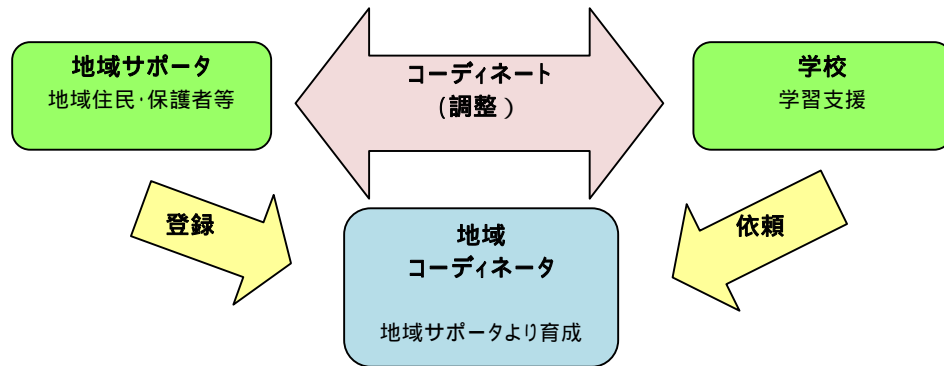 地域サポータ
地域住民・保護者等
コーディネート
(調整)
学校
学習支援
登録
依頼
地域
コーディネータ
地域サポータより育成